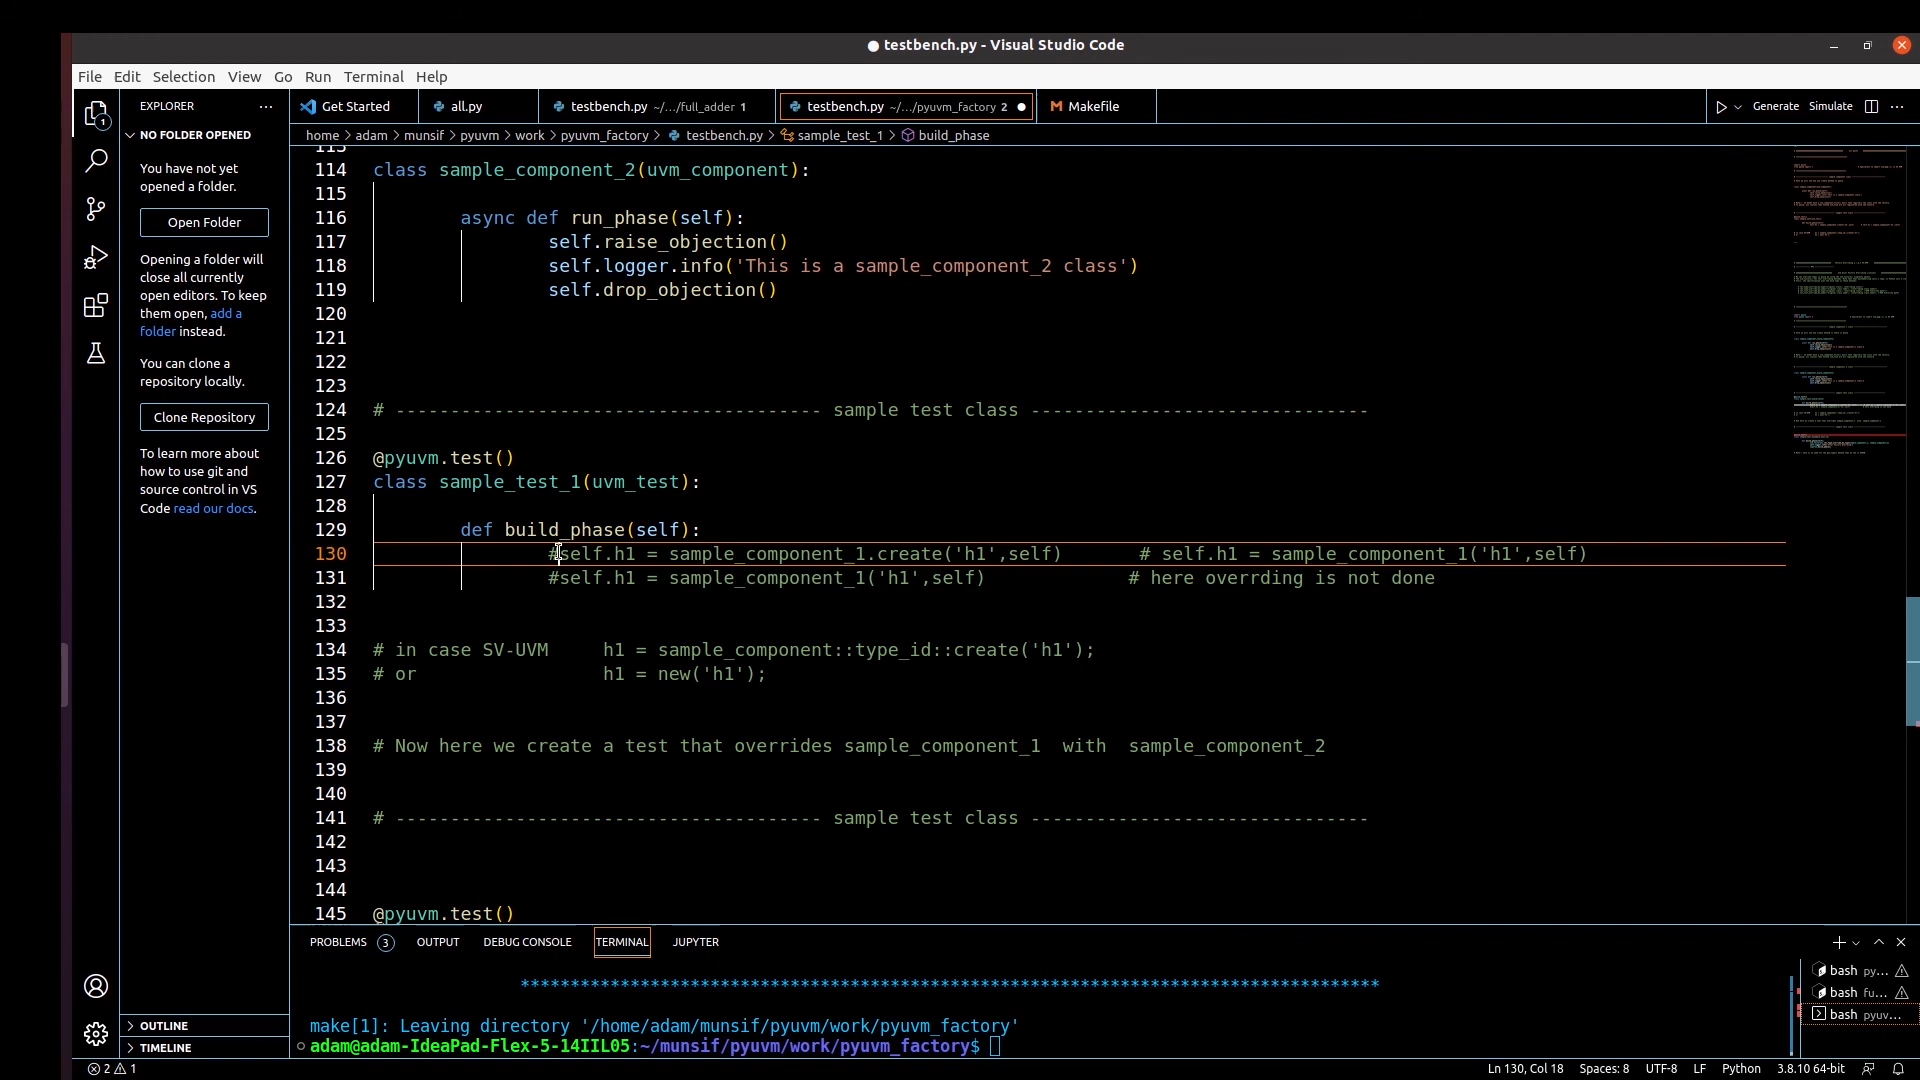 ● testbench.py - Visual Studio Code
File Edit Selection View Go Run Terminal Help
EXPLORER ···
Get Started
all.py
testbench.py ~/.../full_adder 1
testbench.py ~/.../pyuvm_factory 2 ●
Makefile
Generate Simulate ···
1
NO FOLDER OPENED
home > adam > munsif > pyuvm > work > pyuvm_factory > testbench.py > sample_test_1 > build_phase
You have not yet
opened a folder.
Open Folder
Opening a folder will
close all currently
open editors. To keep
them open, add a
folder instead.
You can clone a
repository locally.
Clone Repository
To learn more about
how to use git and
source control in VS
Code read our docs.
OUTLINE
TIMELINE
113
114 class sample_component_2(uvm_component):
115
116 async def run_phase(self):
117 self.raise_objection()
118 self.logger.info('This is a sample_component_2 class')
119 self.drop_objection()
120
121
122
123
124 # --------------------------------------- sample test class -------------------------------
125
126 @pyuvm.test()
127 class sample_test_1(uvm_test):
128
129 def build_phase(self):
130 #self.h1 = sample_component_1.create('h1',self) # self.h1 = sample_component_1('h1',self)
131 #self.h1 = sample_component_1('h1',self) # here overrding is not done
132
133
134 # in case SV-UVM h1 = sample_component::type_id::create('h1');
135 # or h1 = new('h1');
136
137
138 # Now here we create a test that overrides sample_component_1 with sample_component_2
139
140
141 # --------------------------------------- sample test class -------------------------------
142
143
144
145 @pyuvm.test()
PROBLEMS 3 OUTPUT DEBUG CONSOLE TERMINAL JUPYTER
*******************************************************************************
make[1]: Leaving directory '/home/adam/munsif/pyuvm/work/pyuvm_factory'
adam@adam-IdeaPad-Flex-5-14IIL05:~/munsif/pyuvm/work/pyuvm_factory$
bash py...
bash fu...
bash pyuv...
2 1
Ln 130, Col 18 Spaces: 8 UTF-8 LF Python 3.8.10 64-bit